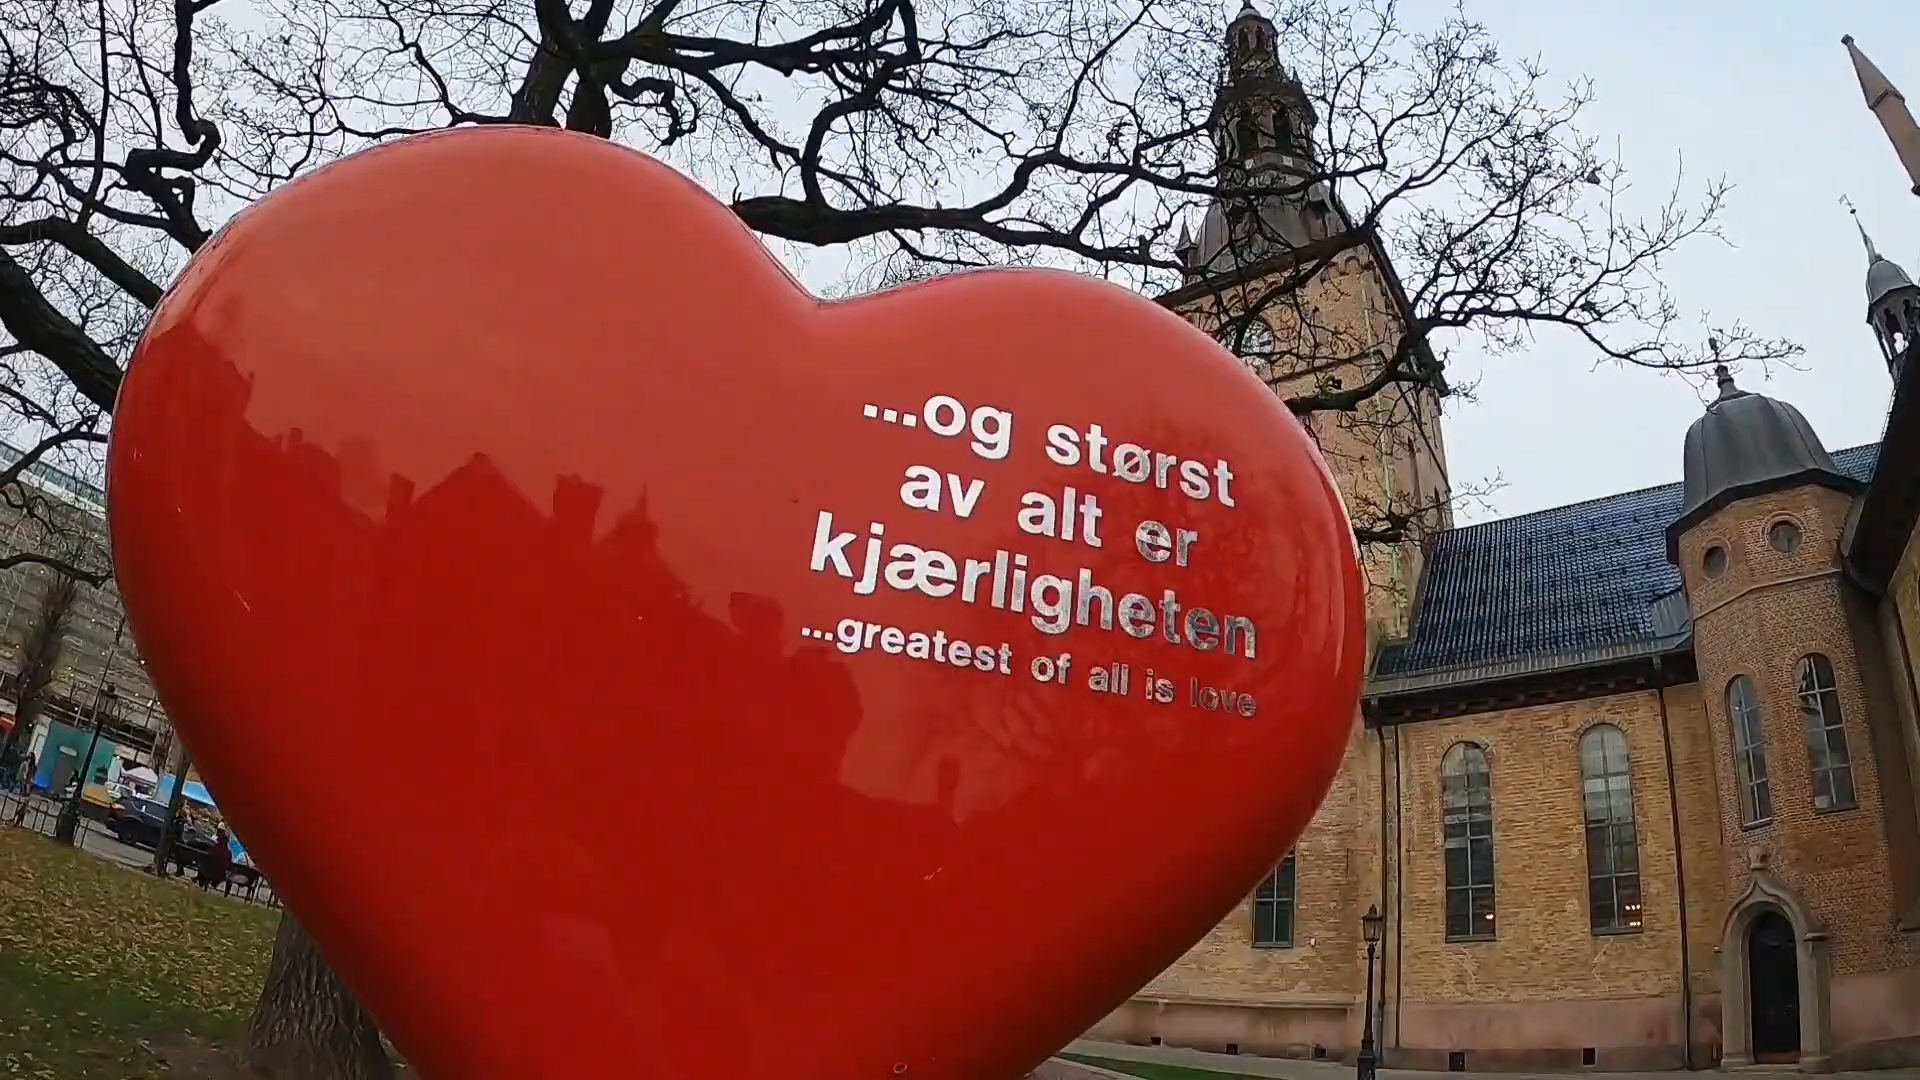 ...og størst
av alt er
kjærligheten
...greatest of all is love